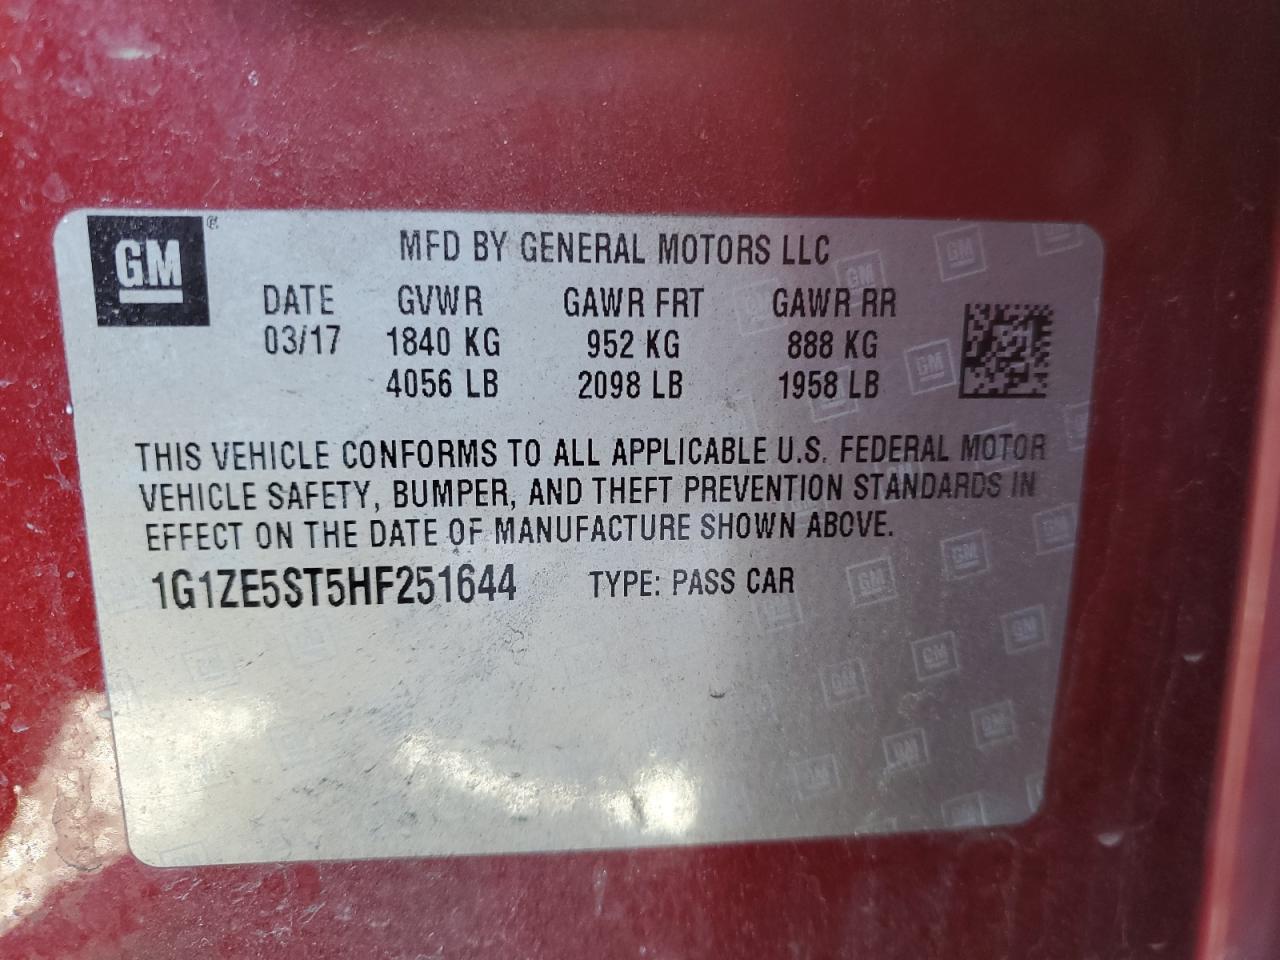 GM ®
MFD BY GENERAL MOTORS LLC
DATE GVWR GAWR FRT GAWR RR
03/17 1840 KG 952 KG 888 KG
4056 LB 2098 LB 1958 LB
THIS VEHICLE CONFORMS TO ALL APPLICABLE U.S. FEDERAL MOTOR
VEHICLE SAFETY, BUMPER, AND THEFT PREVENTION STANDARDS IN
EFFECT ON THE DATE OF MANUFACTURE SHOWN ABOVE.
1G1ZE5ST5HF251644 TYPE: PASS CAR